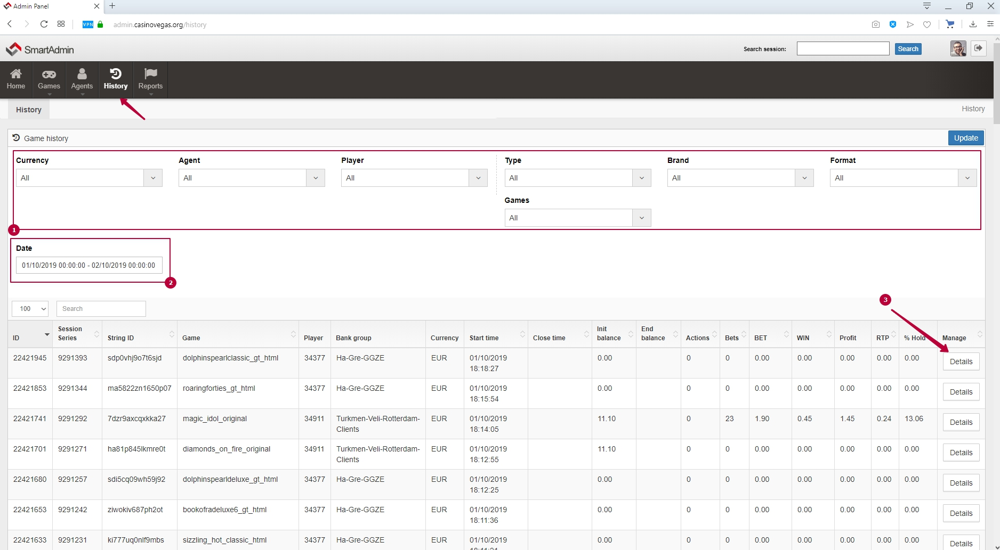 Admin Panel
VPN admin.casinovegas.org/history
SmartAdmin
Search session:
Search
Home
Games
Agents
History
Reports
History
History
Game history
Update
Currency Agent Player Type Brand Format
All All All All All All
Games
All
1
Date
01/10/2019 00:00:00 - 02/10/2019 00:00:00
2
3
100 Search
ID Session Series String ID Game Player Bank group Currency Start time Close time Init balance End balance Actions Bets BET WIN Profit RTP % Hold Manage
22421945 9291393 sdp0vhj9o7t6sjd dolphinspearlclassic_gt_html 34377 Ha-Gre-GGZE EUR 01/10/2019 0.00 0 0 0.00 0.00 0.00 0.00 0.00 Details
18:18:27
22421853 9291344 ma5822zn1650p07 roaringforties_gt_html 34377 Ha-Gre-GGZE EUR 01/10/2019 0.00 0 0 0.00 0.00 0.00 0.00 0.00 Details
18:15:54
22421741 9291292 7dzr9axcqxkka27 magic_idol_original 34911 Turkmen-Veli-Rotterdam- EUR 01/10/2019 11.10 0 23 1.90 0.45 1.45 0.24 13.06 Details
Clients 18:14:05
22421701 9291271 ha81p845lkmre0t diamonds_on_fire_original 34911 Turkmen-Veli-Rotterdam- EUR 01/10/2019 11.10 0 0 0.00 0.00 0.00 0.00 0.00 Details
Clients 18:12:55
22421680 9291257 sdi5cq09wh59j92 dolphinspearldeluxe_gt_html 34377 Ha-Gre-GGZE EUR 01/10/2019 0.00 0 0 0.00 0.00 0.00 0.00 0.00 Details
18:12:25
22421653 9291242 ziwokiv687ph2ot bookofradeluxe6_gt_html 34377 Ha-Gre-GGZE EUR 01/10/2019 0.00 0 0 0.00 0.00 0.00 0.00 0.00 Details
18:11:36
22421633 9291231 ki777uq0nlf9mbs sizzling_hot_classic_html 34377 Ha-Gre-GGZE EUR 01/10/2019 0.00 0 0 0.00 0.00 0.00 0.00 0.00 Details